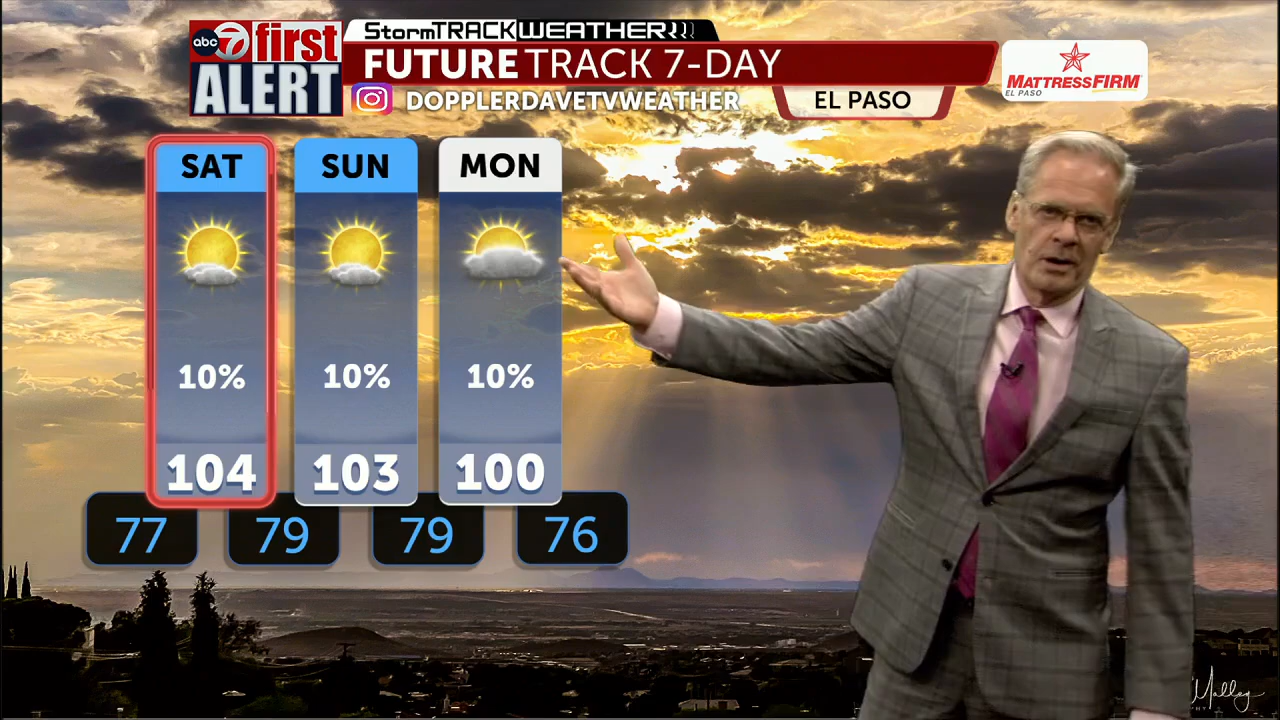 StormTRACKWEATHER
abc 7 first
ALERT
FUTURE TRACK 7-DAY
DOPPLERDAVETVWEATHER
EL PASO
MATTRESSFIRM
EL PASO
SAT SUN MON
10% 10% 10%
104 103 100
77 79 79 76